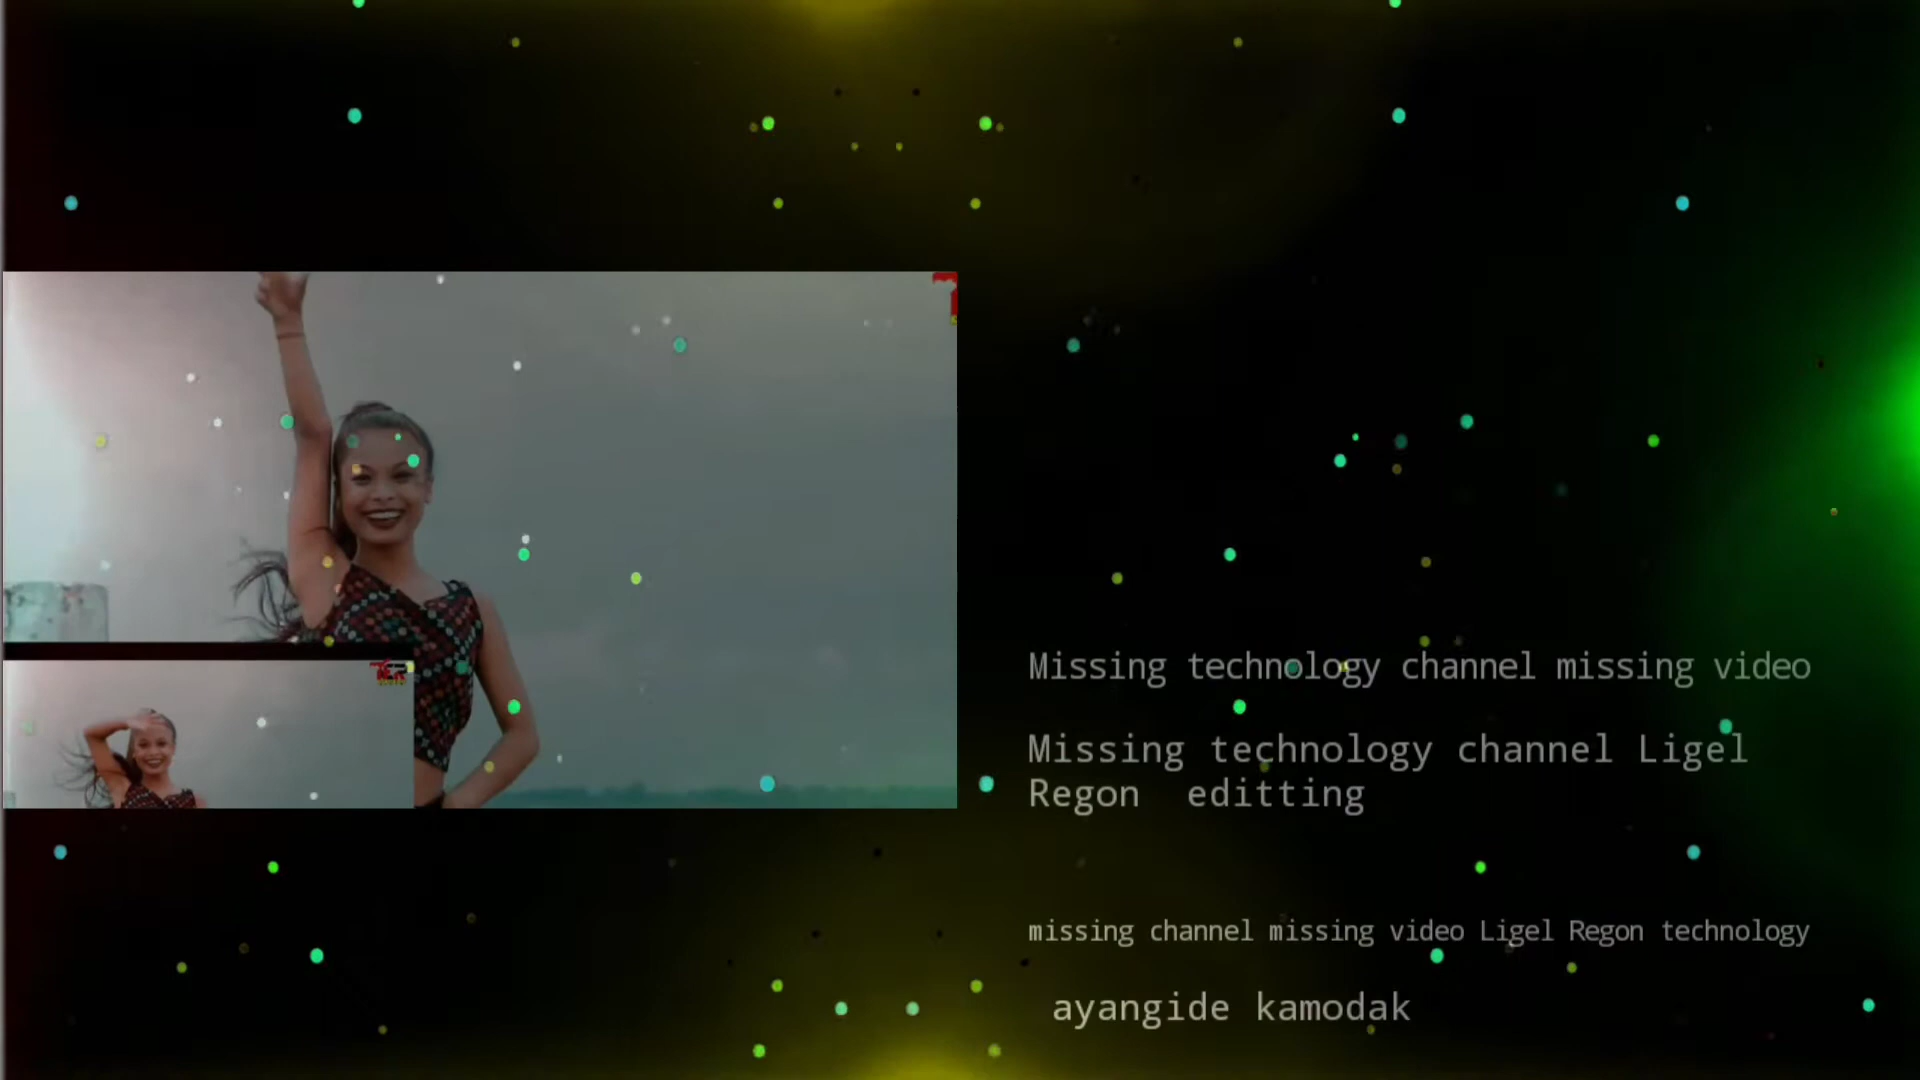 Missing technology channel missing video
Missing technology channel Ligel
Regon editting
missing channel missing video Ligel Regon technology
ayangide kamodak